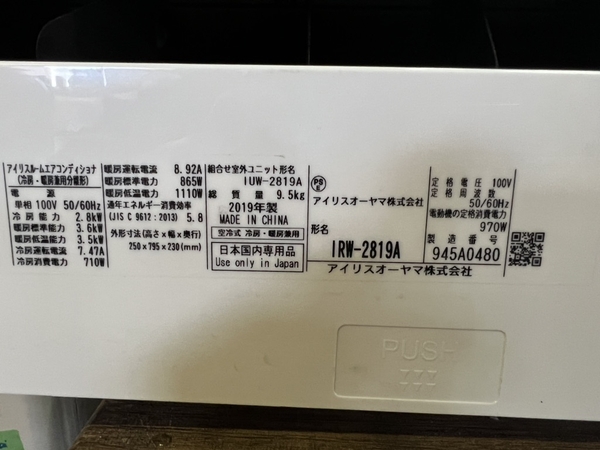 アイリスルームエアコンディショナ
(冷房・暖房兼用分離形)
電源
単相 100V 50/60Hz
冷房能力 2.8kW
暖房標準能力 3.6kW
暖房低温能力 3.5kW
冷房運転電流 7.47A
冷房消費電力 710W
暖房運転電流 8.92A
暖房標準電力 865W
暖房低温電力 1110W
通年エネルギー消費効率
(JIS C 9612:2013) 5.8
外形寸法(高さ×幅×奥行)
250×795×230(mm)
組合せ室外ユニット形名
IUW-2819A
総質量 9.5kg
2019年製
MADE IN CHINA
空冷式 冷房・暖房兼用
日本国内専用品
Use only in Japan
PS
E
アイリスオーヤマ株式会社
形名
IRW-2819A
アイリスオーヤマ株式会社
定格電圧 100V
定格周波数
50/60Hz
電動機の定格消費電力
970W
製造番号
945A0480
PUSH